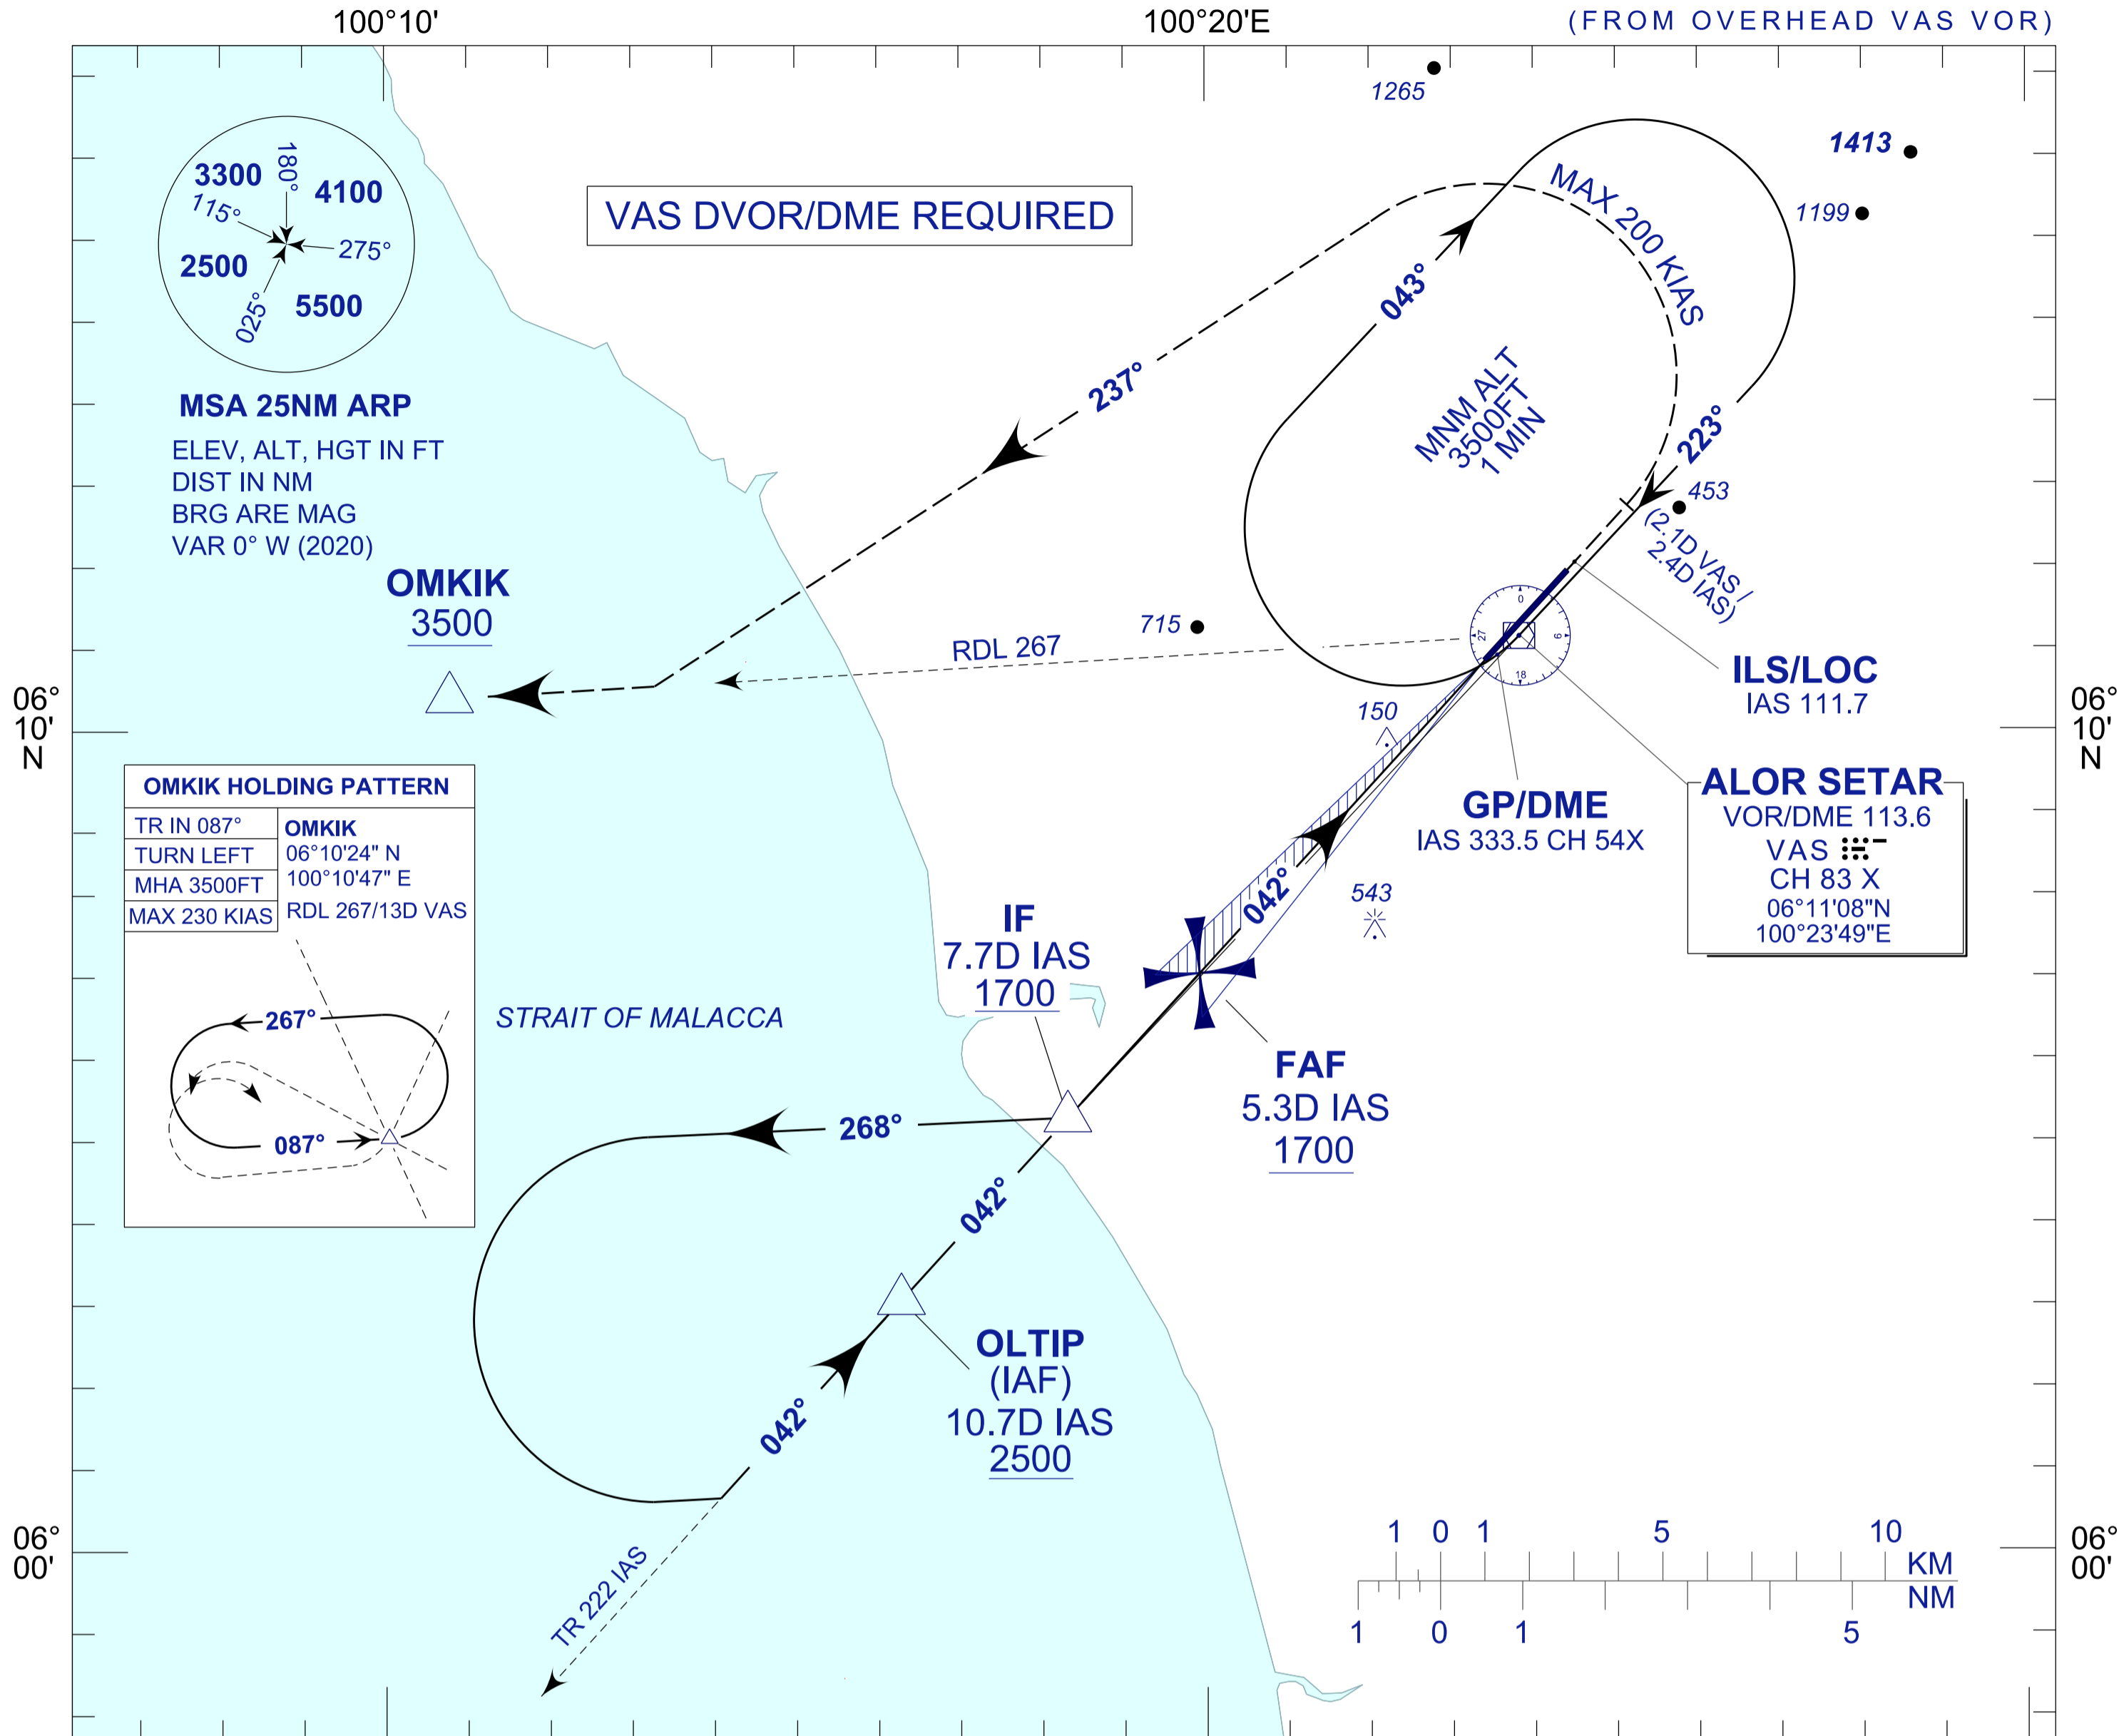 100°10'
100°20'E
(FROM OVERHEAD VAS VOR)
1265
1413
1199
3300
180°
4100
115°
275°
2500
025°
5500
VAS DVOR/DME REQUIRED
MAX 200 KIAS
043°
237°
MNM ALT
3500FT
1 MIN
223°
453
(2.1D VAS /
2.4D IAS)
MSA 25NM ARP
ELEV, ALT, HGT IN FT
DIST IN NM
BRG ARE MAG
VAR 0° W (2020)
OMKIK
3500
715
RDL 267
0
27
6
18
ILS/LOC
IAS 111.7
06°
10'
N
06°
10'
N
150
GP/DME
IAS 333.5 CH 54X
ALOR SETAR
VOR/DME 113.6
VAS
CH 83 X
06°11'08"N
100°23'49"E
OMKIK HOLDING PATTERN
TR IN 087°
TURN LEFT
MHA 3500FT
MAX 230 KIAS
OMKIK
06°10'24" N
100°10'47" E
RDL 267/13D VAS
267°
087°
042°
543
IF
7.7D IAS
1700
STRAIT OF MALACCA
FAF
5.3D IAS
1700
268°
042°
OLTIP
(IAF)
10.7D IAS
2500
042°
TR 222 IAS
06°
00'
06°
00'
1 0 1 5 10
KM
NM
1 0 1 5